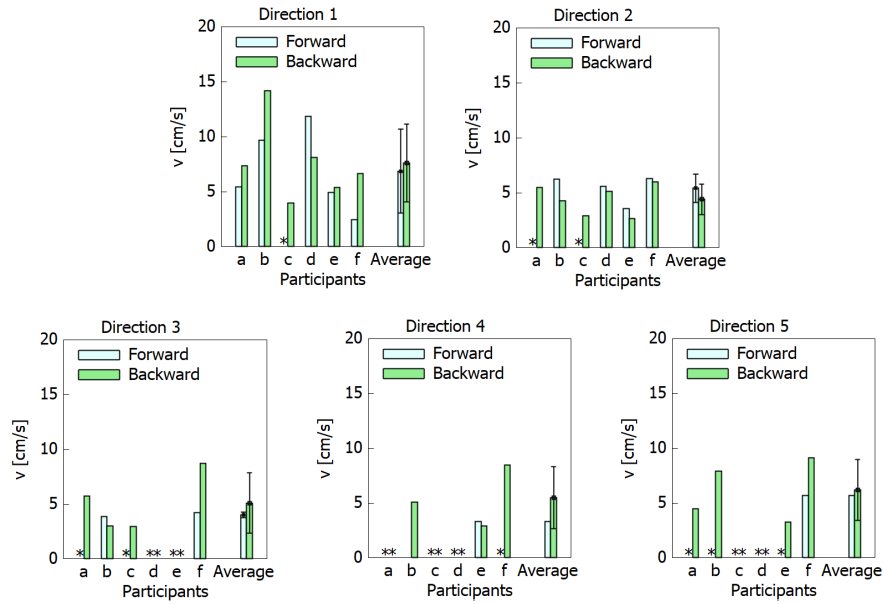 Direction 1
20
15
10
5
0
v [cm/s]
Forward
Backward
*
a b c d e f Average
Participants
Direction 2
20
15
10
5
0
v [cm/s]
Forward
Backward
* *
a b c d e f Average
Participants
Direction 3
20
15
10
5
0
v [cm/s]
Forward
Backward
* * ** **
a b c d e f Average
Participants
Direction 4
20
15
10
5
0
v [cm/s]
Forward
Backward
** ** ** *
a b c d e f Average
Participants
Direction 5
20
15
10
5
0
v [cm/s]
Forward
Backward
* * ** ** *
a b c d e f Average
Participants